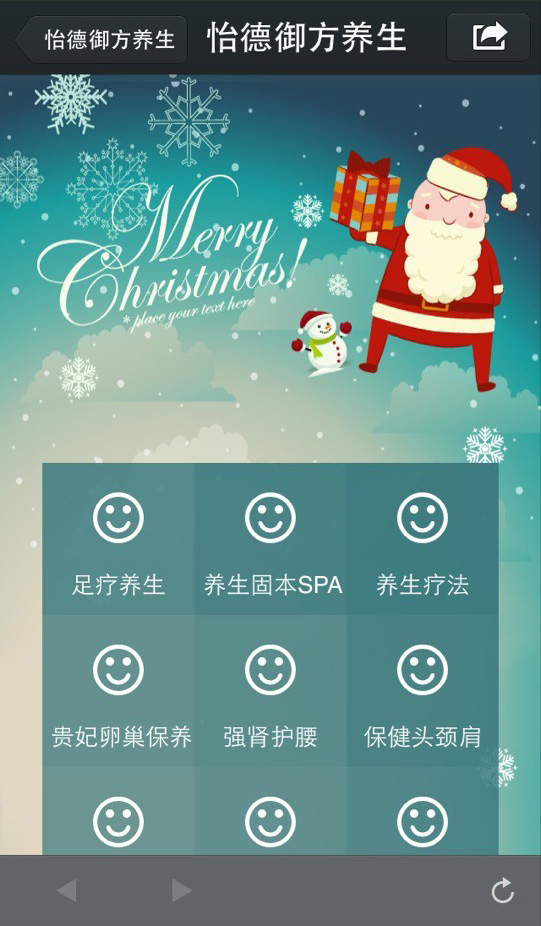 怡德御方养生
怡德御方养生
Merry
Christmas!
* place your text here
足疗养生
养生固本SPA
养生疗法
贵妃卵巢保养
强肾护腰
保健头颈肩